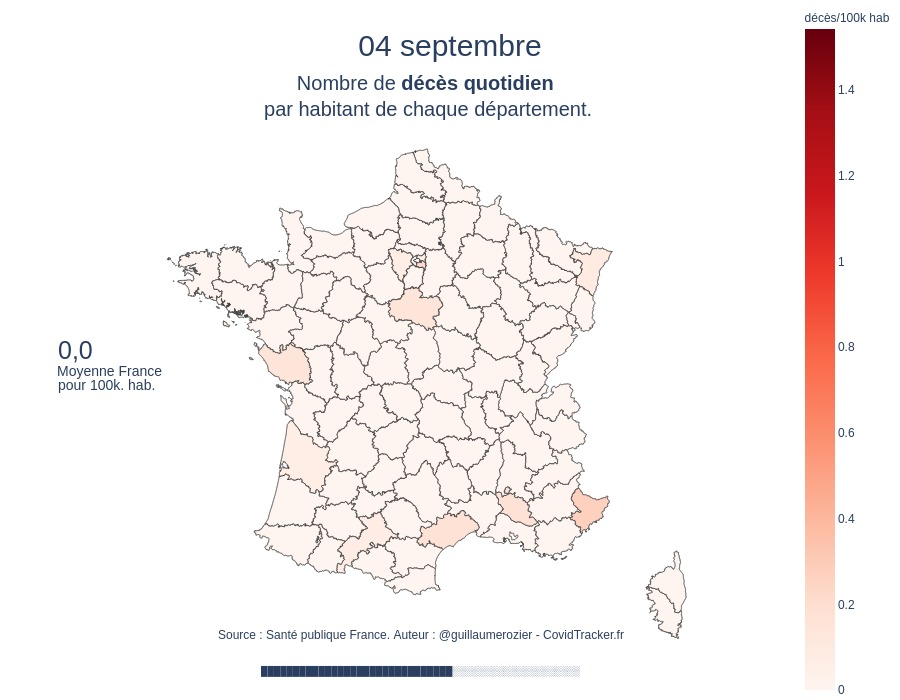 décès/100k hab
04 septembre
Nombre de décès quotidien
par habitant de chaque département.
1.4
1.2
1
0.8
0.6
0.4
0.2
0
0,0
Moyenne France
pour 100k. hab.
Source : Santé publique France. Auteur : @guillaumerozier - CovidTracker.fr